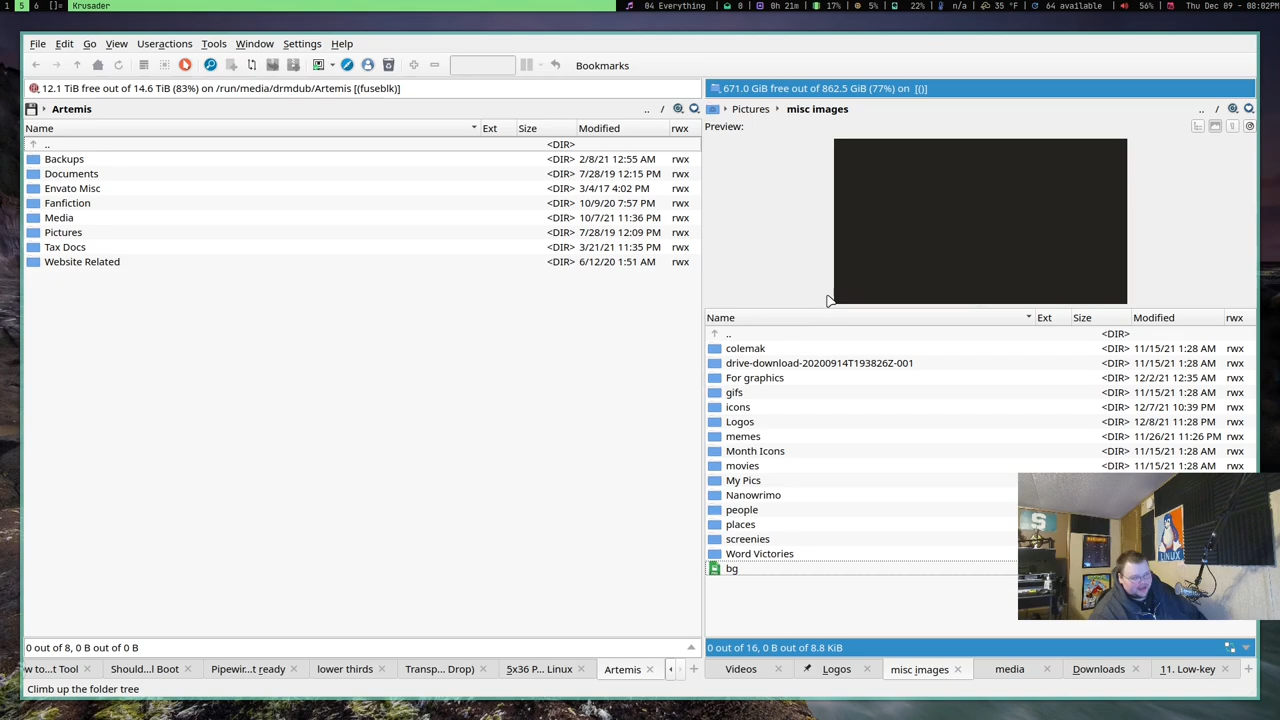 1 5 6 []= Krusader 04 Everything 0 0h 21m 17% 5% 22% n/a 35 °F 64 available 56% Thu Dec 09 - 08:02PM
File Edit Go View Useractions Tools Window Settings Help
Bookmarks
12.1 TiB free out of 14.6 TiB (83%) on /run/media/drmdub/Artemis [(fuseblk)] 671.0 GiB free out of 862.5 GiB (77%) on [()]
Artemis .. / Pictures misc images .. /
Preview:
Name Ext Size Modified rwx
.. <DIR>
Backups <DIR> 2/8/21 12:55 AM rwx
Documents <DIR> 7/28/19 12:15 PM rwx
Envato Misc <DIR> 3/4/17 4:02 PM rwx
Fanfiction <DIR> 10/9/20 7:57 PM rwx
Media <DIR> 10/7/21 11:36 PM rwx
Pictures <DIR> 7/28/19 12:09 PM rwx
Tax Docs <DIR> 3/21/21 11:35 PM rwx
Website Related <DIR> 6/12/20 1:51 AM rwx
Name Ext Size Modified rwx
.. <DIR>
colemak <DIR> 11/15/21 1:28 AM rwx
drive-download-20200914T193826Z-001 <DIR> 11/15/21 1:28 AM rwx
For graphics <DIR> 12/2/21 12:35 AM rwx
gifs <DIR> 11/15/21 1:28 AM rwx
icons <DIR> 12/7/21 10:39 PM rwx
Logos <DIR> 12/8/21 11:28 PM rwx
memes <DIR> 11/26/21 11:26 PM rwx
Month Icons <DIR> 11/15/21 1:28 AM rwx
movies <DIR> 11/15/21 1:28 AM rwx
My Pics
Nanowrimo
people
places
screenies
Word Victories
bg
LINUX
0 out of 8, 0 B out of 0 B 0 out of 16, 0 B out of 8.8 KiB
w to...t Tool Should...l Boot Pipewir...t ready lower thirds Transp... Drop) 5x36 P... Linux Artemis Videos Logos misc images media Downloads 11. Low-key
Climb up the folder tree